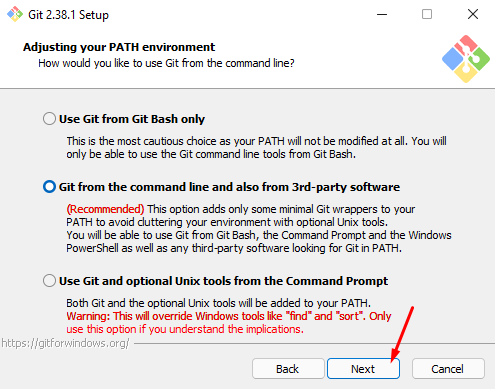 Git 2.38.1 Setup
Adjusting your PATH environment
How would you like to use Git from the command line?
Use Git from Git Bash only
This is the most cautious choice as your PATH will not be modified at all. You will
only be able to use the Git command line tools from Git Bash.
Git from the command line and also from 3rd-party software
(Recommended) This option adds only some minimal Git wrappers to your
PATH to avoid cluttering your environment with optional Unix tools.
You will be able to use Git from Git Bash, the Command Prompt and the Windows
PowerShell as well as any third-party software looking for Git in PATH.
Use Git and optional Unix tools from the Command Prompt
Both Git and the optional Unix tools will be added to your PATH.
Warning: This will override Windows tools like "find" and "sort". Only
use this option if you understand the implications.
https://gitforwindows.org/
Back Next Cancel